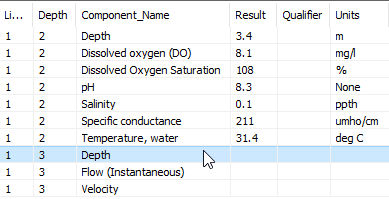 Li... Depth Component_Name Result Qualifier Units
1 2 Depth 3.4 m
1 2 Dissolved oxygen (DO) 8.1 mg/l
1 2 Dissolved Oxygen Saturation 108 %
1 2 pH 8.3 None
1 2 Salinity 0.1 ppth
1 2 Specific conductance 211 umho/cm
1 2 Temperature, water 31.4 deg C
1 3 Depth
1 3 Flow (Instantaneous)
1 3 Velocity